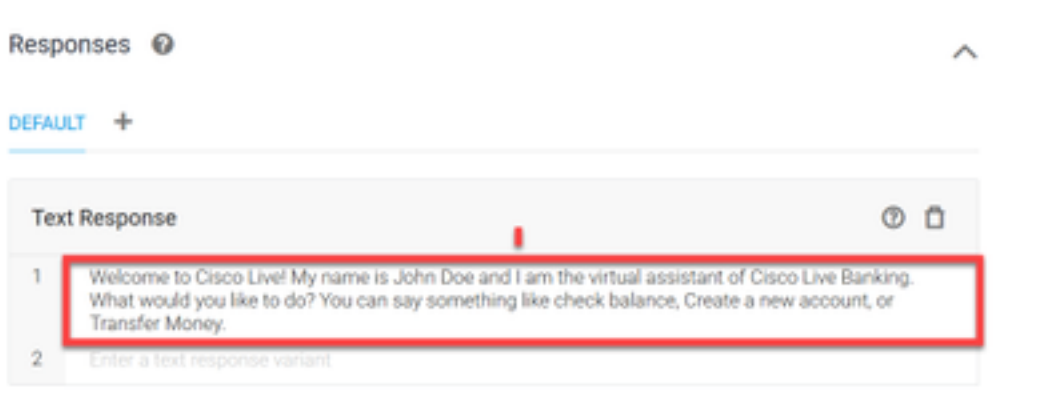 Responses
DEFAULT +
Text Response
1 Welcome to Cisco Live! My name is John Doe and I am the virtual assistant of Cisco Live Banking.
What would you like to do? You can say something like check balance, Create a new account, or
Transfer Money.
2 Enter a text response variant